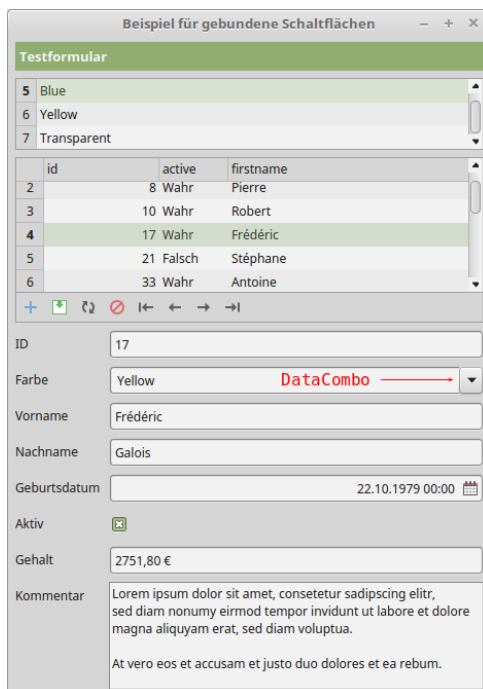 Beispiel für gebundene Schaltflächen
Testformular
5 Blue
6 Yellow
7 Transparent
id active firstname
2 8 Wahr Pierre
3 10 Wahr Robert
4 17 Wahr Frédéric
5 21 Falsch Stéphane
6 33 Wahr Antoine
ID 17
Farbe Yellow DataCombo
Vorname Frédéric
Nachname Galois
Geburtsdatum 22.10.1979 00:00
Aktiv
Gehalt 2751,80 €
Kommentar Lorem ipsum dolor sit amet, consetetur sadipscing elitr,
sed diam nonumy eirmod tempor invidunt ut labore et dolore
magna aliquyam erat, sed diam voluptua.
At vero eos et accusam et justo duo dolores et ea rebum.